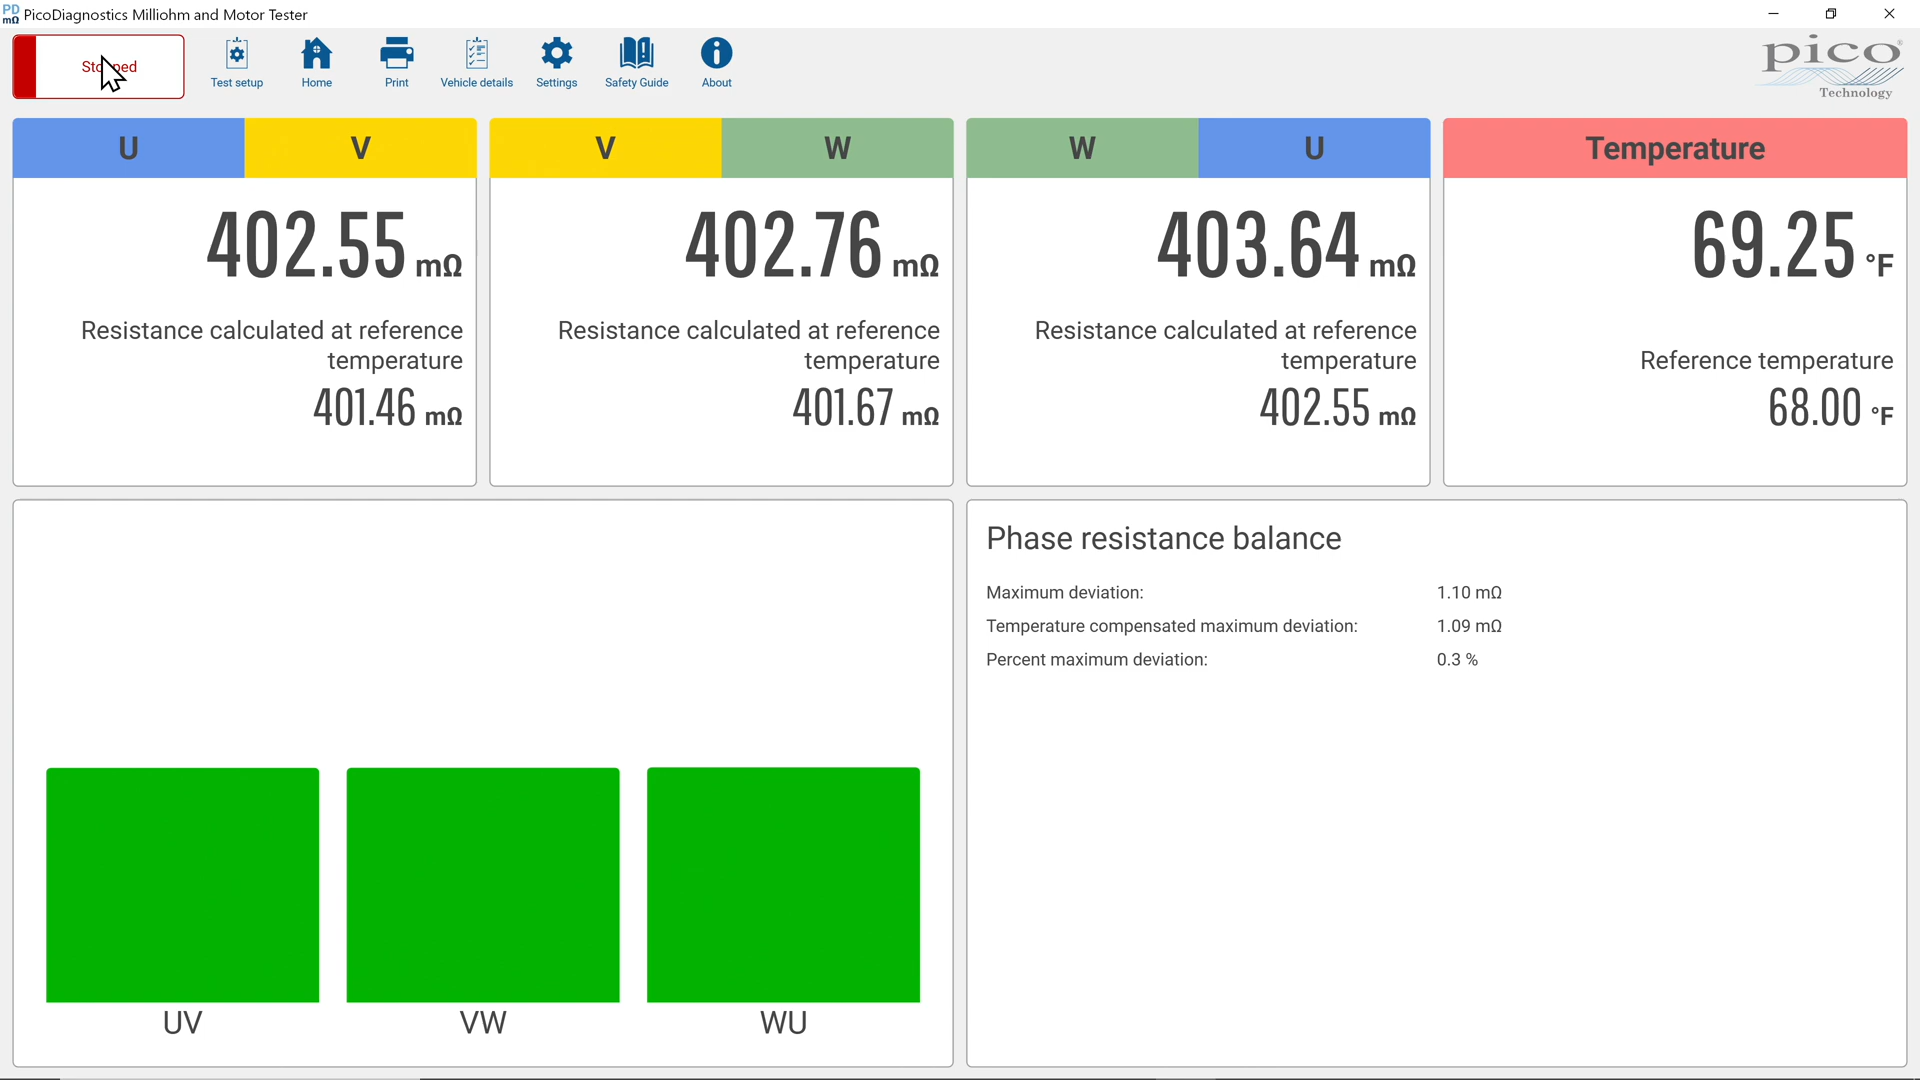 PD
mΩ
PicoDiagnostics Milliohm and Motor Tester
Test setup
Home
Print
Vehicle details
Settings
Safety Guide
About
pico®
Technology
U V
402.55 mΩ
Resistance calculated at reference
temperature
401.46 mΩ
V W
402.76 mΩ
Resistance calculated at reference
temperature
401.67 mΩ
W U
403.64 mΩ
Resistance calculated at reference
temperature
402.55 mΩ
Temperature
69.25 °F
Reference temperature
68.00 °F
UV
VW
WU
Phase resistance balance
Maximum deviation: 1.10 mΩ
Temperature compensated maximum deviation: 1.09 mΩ
Percent maximum deviation: 0.3 %